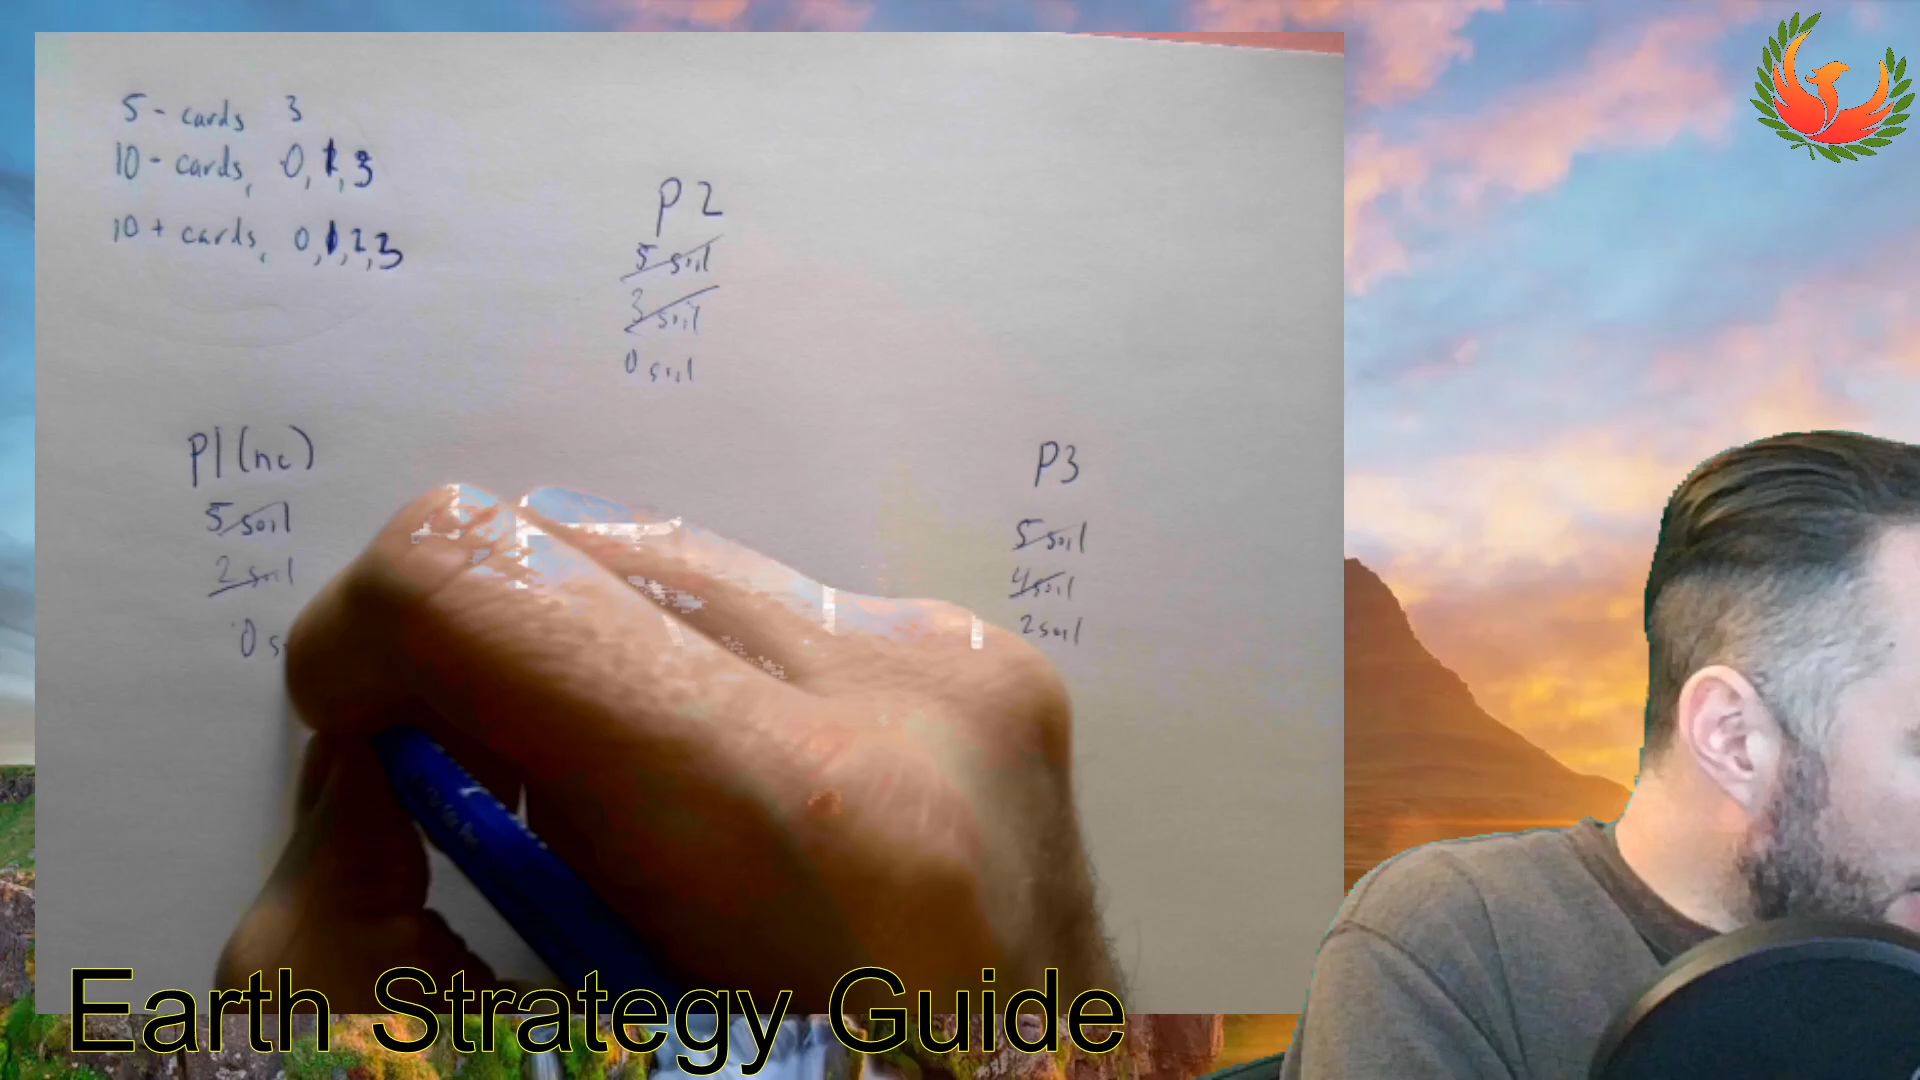 5 - cards 3
10 - cards, 0, 1, 3
10 + cards, 0, 1, 2, 3
P2
5 soil
3 soil
0 soil
P1 (nc)
5 soil
2 soil
0 s
P3
5 soil
4 soil
2 soil
Earth Strategy Guide